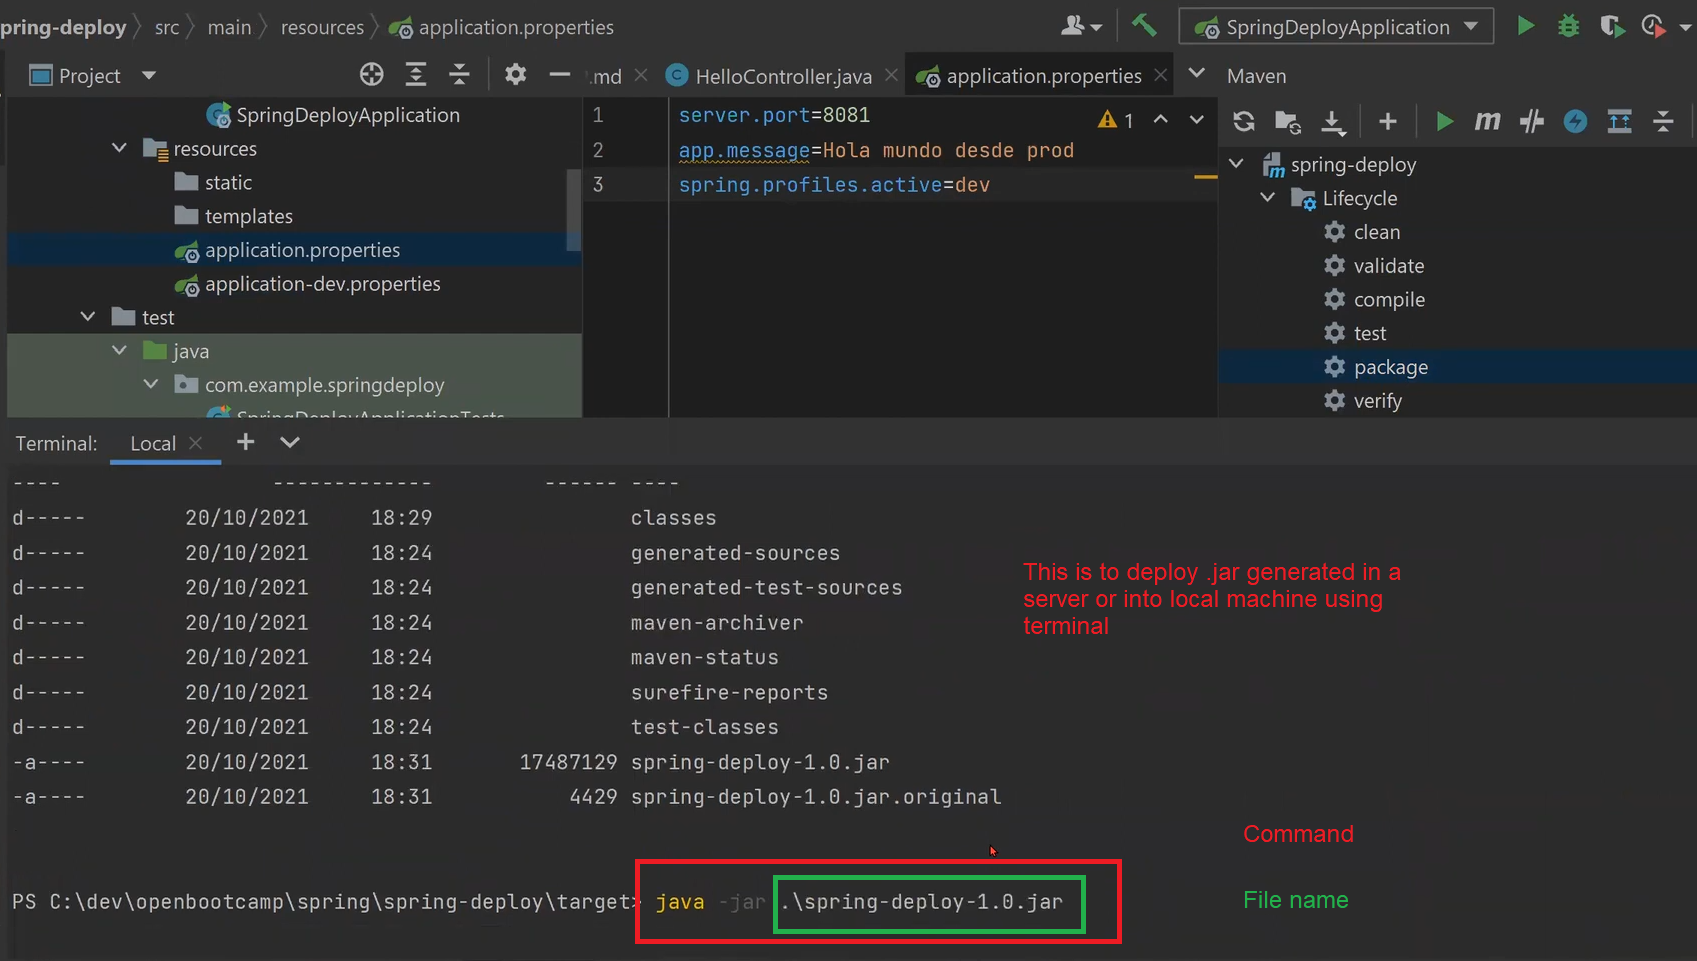 pring-deploy src main resources application.properties SpringDeployApplication
Project .md HelloController.java application.properties Maven
SpringDeployApplication
resources
static
templates
application.properties
application-dev.properties
test
java
com.example.springdeploy
SpringDeployApplicationTests
1 server.port=8081
2 app.message=Hola mundo desde prod
3 spring.profiles.active=dev
1
m
spring-deploy
Lifecycle
clean
validate
compile
test
package
verify
Terminal: Local
---- ------------- ------ ----
d----- 20/10/2021 18:29 classes
d----- 20/10/2021 18:24 generated-sources
d----- 20/10/2021 18:24 generated-test-sources
d----- 20/10/2021 18:24 maven-archiver
d----- 20/10/2021 18:24 maven-status
d----- 20/10/2021 18:24 surefire-reports
d----- 20/10/2021 18:24 test-classes
-a---- 20/10/2021 18:31 17487129 spring-deploy-1.0.jar
-a---- 20/10/2021 18:31 4429 spring-deploy-1.0.jar.original
This is to deploy .jar generated in a
server or into local machine using
terminal
Command
PS C:\dev\openbootcamp\spring\spring-deploy\target> java -jar .\spring-deploy-1.0.jar
File name